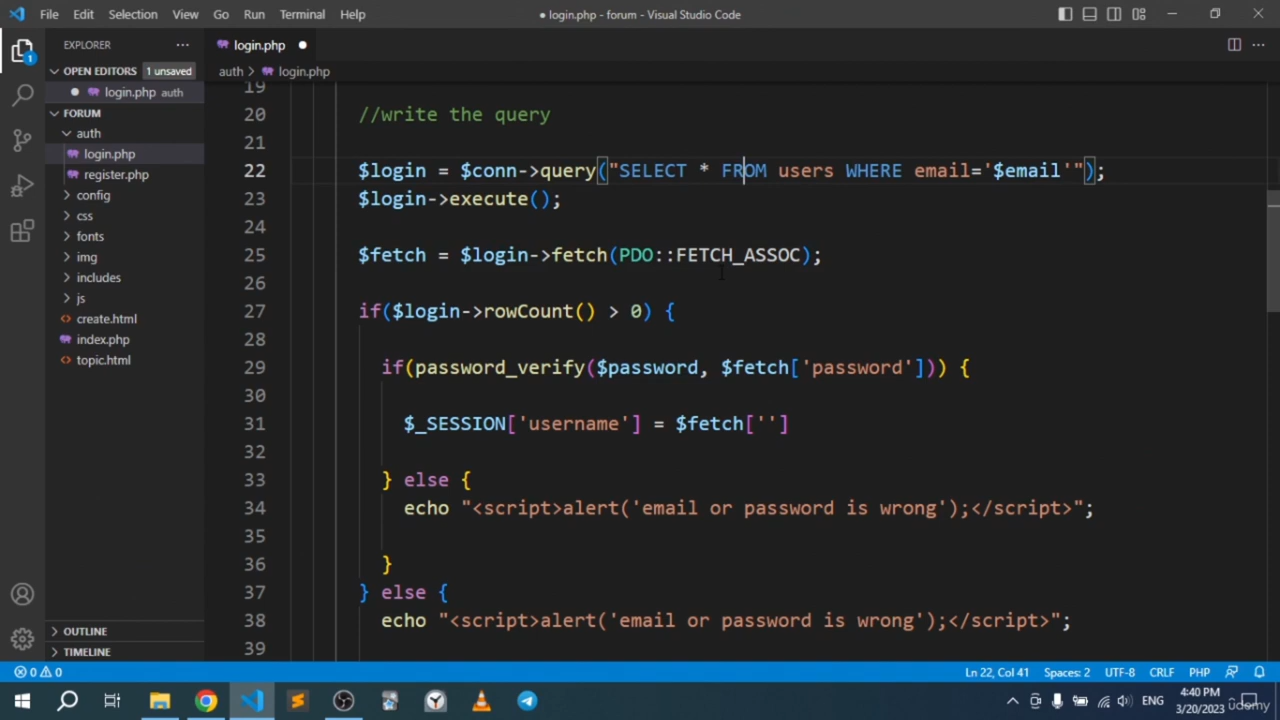 File Edit Selection View Go Run Terminal Help
● login.php - forum - Visual Studio Code
EXPLORER
login.php
1
OPEN EDITORS 1 unsaved
auth > login.php
login.php auth
FORUM
auth
login.php
register.php
config
css
fonts
img
includes
js
create.html
index.php
topic.html
OUTLINE
TIMELINE
19
20 //write the query
21
22 $login = $conn->query("SELECT * FROM users WHERE email='$email'");
23 $login->execute();
24
25 $fetch = $login->fetch(PDO::FETCH_ASSOC);
26
27 if($login->rowCount() > 0) {
28
29 if(password_verify($password, $fetch['password'])) {
30
31 $_SESSION['username'] = $fetch['']
32
33 } else {
34 echo "<script>alert('email or password is wrong');</script>";
35
36 }
37 } else {
38 echo "<script>alert('email or password is wrong');</script>";
39
0 0 Ln 22, Col 41 Spaces: 2 UTF-8 CRLF PHP
ENG
4:40 PM
3/20/2023
udemy